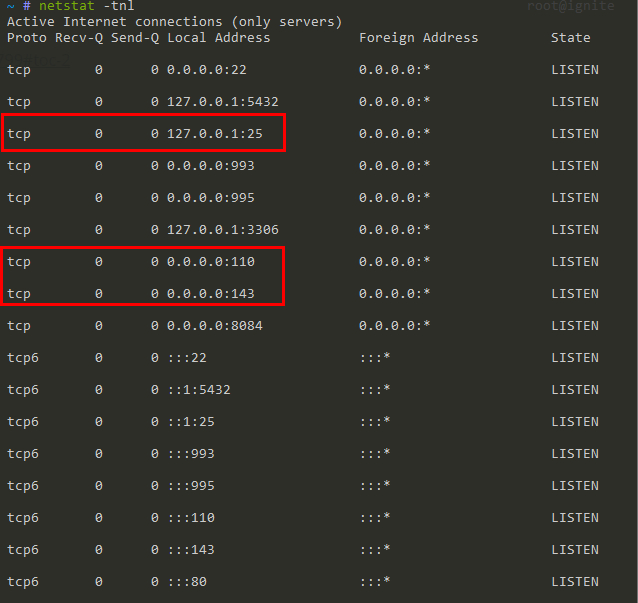 ~ # netstat -tnl root@ignite
Active Internet connections (only servers)
Proto Recv-Q Send-Q Local Address Foreign Address State
tcp 0 0 0.0.0.0:22 0.0.0.0:* LISTEN
tcp 0 0 127.0.0.1:5432 0.0.0.0:* LISTEN
tcp 0 0 127.0.0.1:25 0.0.0.0:* LISTEN
tcp 0 0 0.0.0.0:993 0.0.0.0:* LISTEN
tcp 0 0 0.0.0.0:995 0.0.0.0:* LISTEN
tcp 0 0 127.0.0.1:3306 0.0.0.0:* LISTEN
tcp 0 0 0.0.0.0:110 0.0.0.0:* LISTEN
tcp 0 0 0.0.0.0:143 0.0.0.0:* LISTEN
tcp 0 0 0.0.0.0:8084 0.0.0.0:* LISTEN
tcp6 0 0 :::22 :::* LISTEN
tcp6 0 0 ::1:5432 :::* LISTEN
tcp6 0 0 ::1:25 :::* LISTEN
tcp6 0 0 :::993 :::* LISTEN
tcp6 0 0 :::995 :::* LISTEN
tcp6 0 0 :::110 :::* LISTEN
tcp6 0 0 :::143 :::* LISTEN
tcp6 0 0 :::80 :::* LISTEN